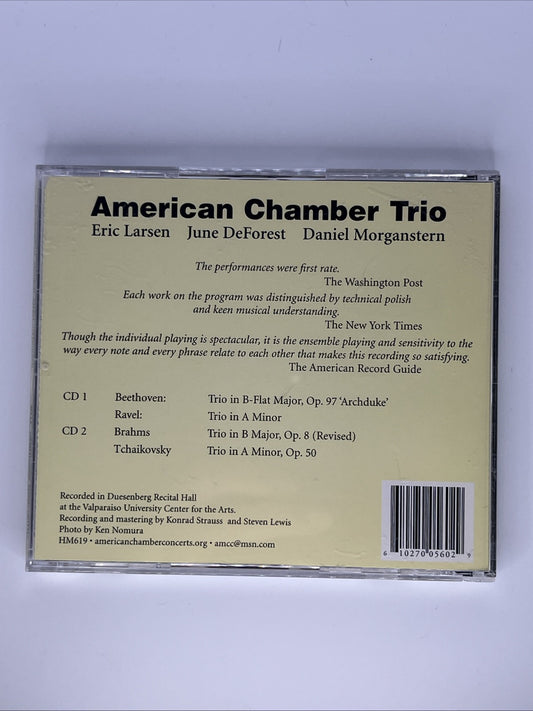 American Chamber Trio
Eric Larsen June DeForest Daniel Morganstern
The performances were first rate.
The Washington Post
Each work on the program was distinguished by technical polish
and keen musical understanding.
The New York Times
Though the individual playing is spectacular, it is the ensemble playing and sensitivity to the
way every note and every phrase relate to each other that makes this recording so satisfying.
The American Record Guide
CD 1 Beethoven: Trio in B-Flat Major, Op. 97 'Archduke'
Ravel: Trio in A Minor
CD 2 Brahms Trio in B Major, Op. 8 (Revised)
Tchaikovsky Trio in A Minor, Op. 50
Recorded in Duesenberg Recital Hall
at the Valparaiso University Center for the Arts.
Recording and mastering by Konrad Strauss and Steven Lewis
Photo by Ken Nomura
HM619 • americanchamberconcerts.org • amcc@msn.com
6 10270 05602 9